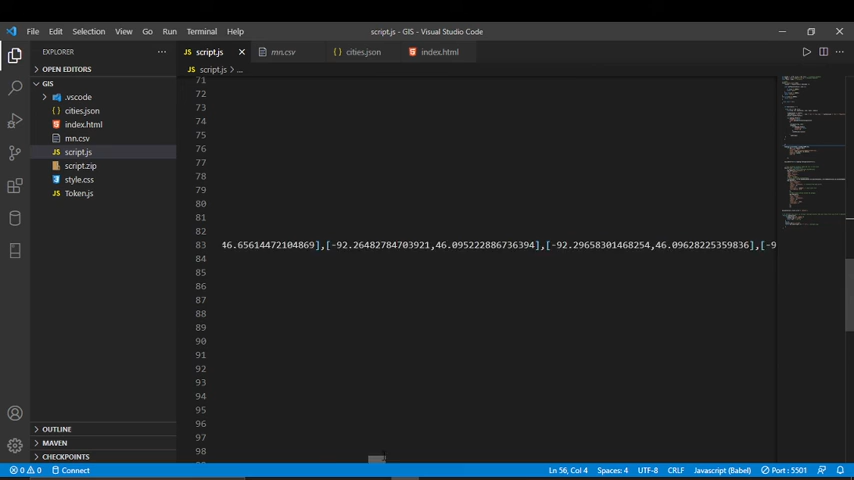 File Edit Selection View Go Run Terminal Help script.js - GIS - Visual Studio Code
EXPLORER
OPEN EDITORS
GIS
.vscode
cities.json
index.html
mn.csv
script.js
script.zip
style.css
Token.js
OUTLINE
MAVEN
CHECKPOINTS
script.js mn.csv cities.json index.html
script.js > ...
71
72
73
74
75
76
77
78
79
80
81
82
83 46.65614472104869],[-92.26482784703921,46.095222886736394],[-92.29658301468254,46.09628225359836],[-9
84
85
86
87
88
89
90
91
92
93
94
95
96
97
98
0 0 Connect Ln 56, Col 4 Spaces: 4 UTF-8 CRLF Javascript (Babel) Port : 5501